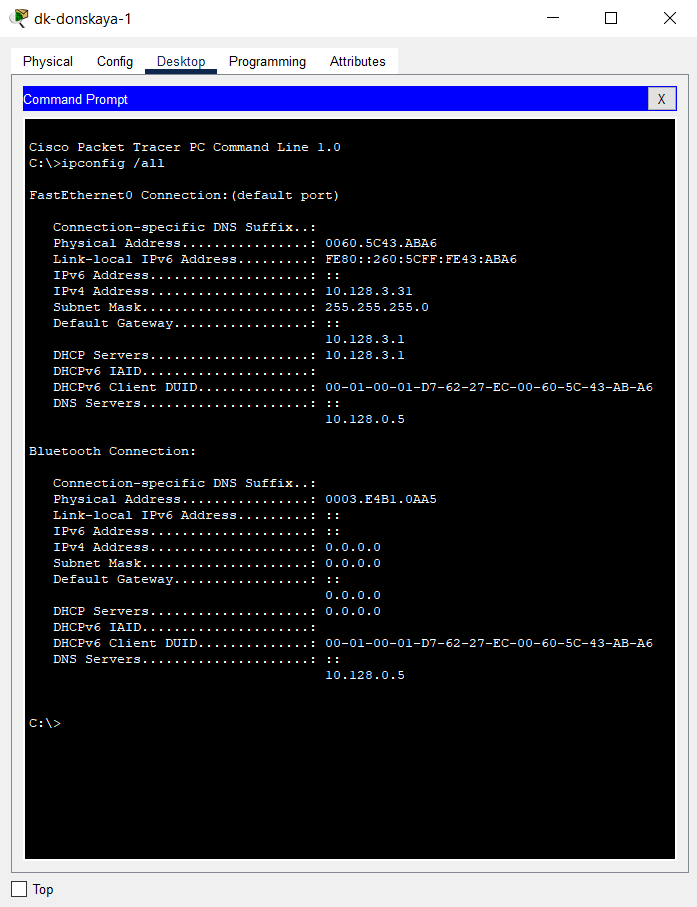 dk-donskaya-1
Physical Config Desktop Programming Attributes
Command Prompt X
Cisco Packet Tracer PC Command Line 1.0
C:\>ipconfig /all
FastEthernet0 Connection:(default port)
Connection-specific DNS Suffix..:
Physical Address................: 0060.5C43.ABA6
Link-local IPv6 Address.........: FE80::260:5CFF:FE43:ABA6
IPv6 Address....................: ::
IPv4 Address....................: 10.128.3.31
Subnet Mask.....................: 255.255.255.0
Default Gateway.................: ::
10.128.3.1
DHCP Servers....................: 10.128.3.1
DHCPv6 IAID.....................:
DHCPv6 Client DUID..............: 00-01-00-01-D7-62-27-EC-00-60-5C-43-AB-A6
DNS Servers.....................: ::
10.128.0.5
Bluetooth Connection:
Connection-specific DNS Suffix..:
Physical Address................: 0003.E4B1.0AA5
Link-local IPv6 Address.........: ::
IPv6 Address....................: ::
IPv4 Address....................: 0.0.0.0
Subnet Mask.....................: 0.0.0.0
Default Gateway.................: ::
0.0.0.0
DHCP Servers....................: 0.0.0.0
DHCPv6 IAID.....................:
DHCPv6 Client DUID..............: 00-01-00-01-D7-62-27-EC-00-60-5C-43-AB-A6
DNS Servers.....................: ::
10.128.0.5
C:\>
Top